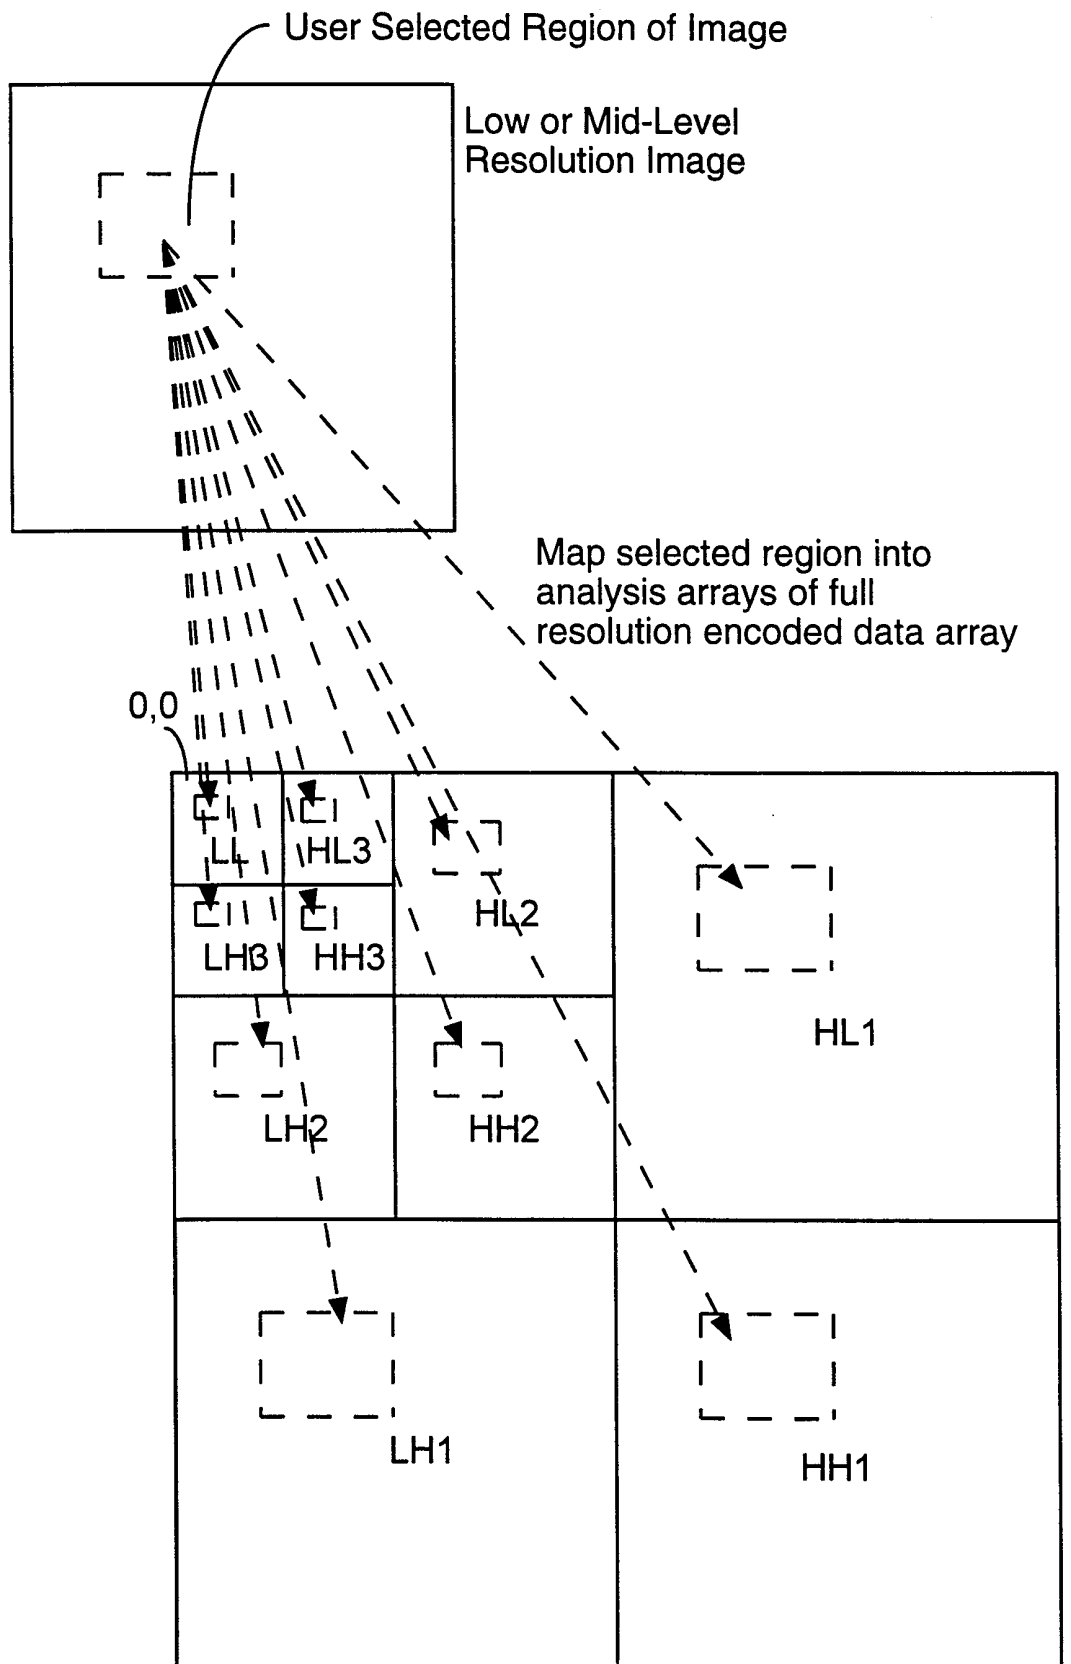 User Selected Region of Image
Low or Mid-Level
Resolution Image
Map selected region into
analysis arrays of full
resolution encoded data array
0,0
LL
HL3
HL2
LH3
HH3
HL1
LH2
HH2
LH1
HH1